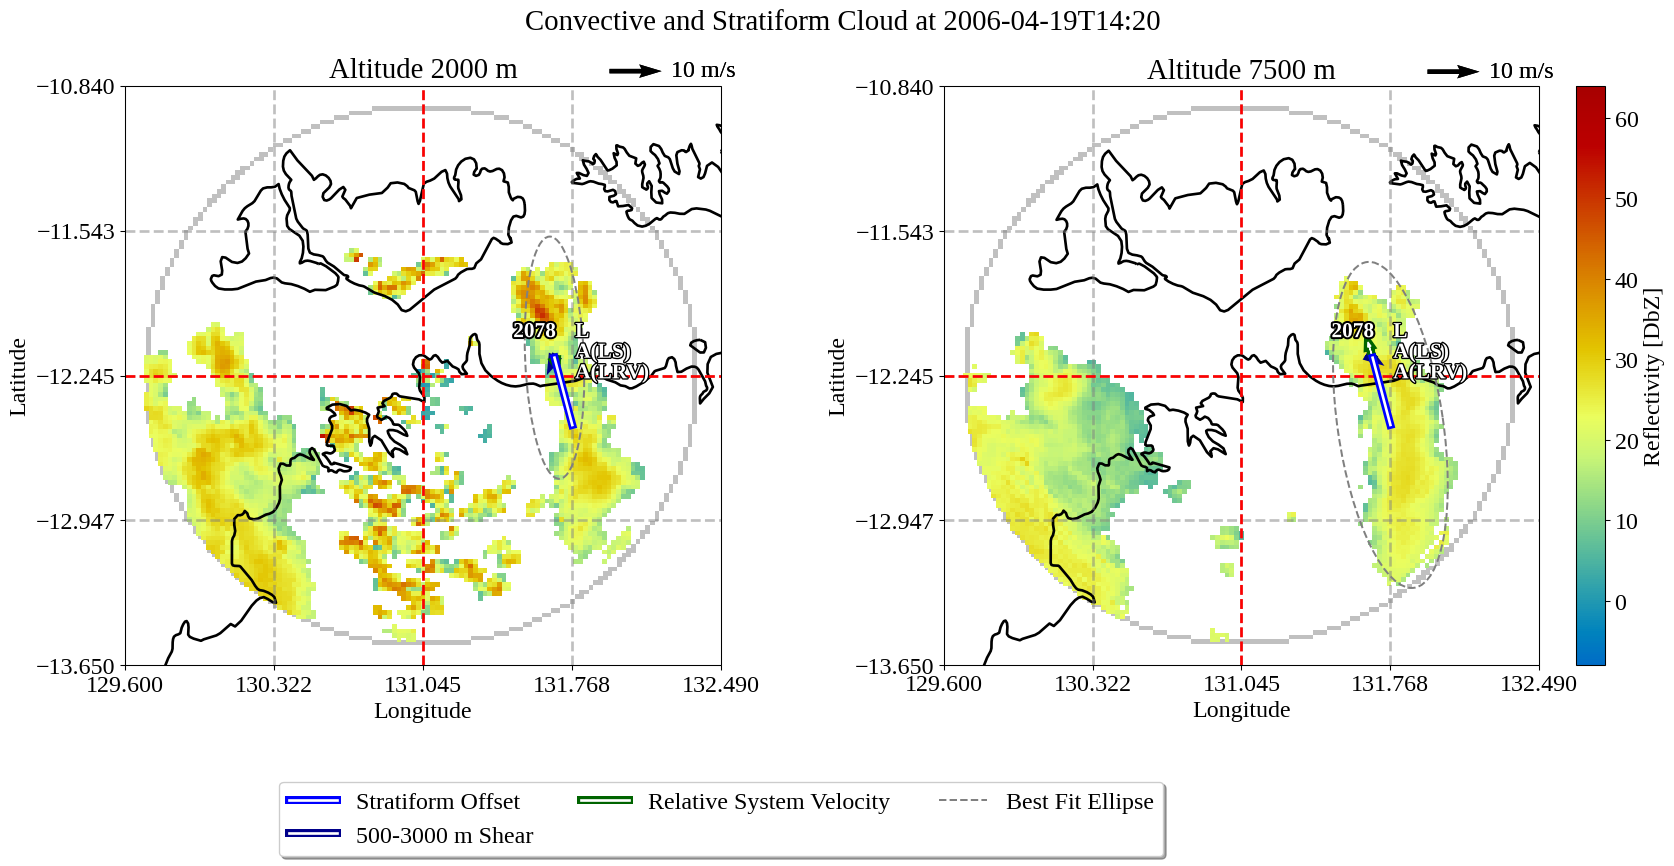 Convective and Stratiform Cloud at 2006-04-19T14:20
Altitude 2000 m
10 m/s
−10.840
−11.543
−12.245
−12.947
−13.650
Latitude
2078
L
A(LS)
A(LRV)
129.600
130.322
131.045
131.768
132.490
Longitude
Altitude 7500 m
10 m/s
−10.840
−11.543
−12.245
−12.947
−13.650
Latitude
2078
L
A(LS)
A(LRV)
129.600
130.322
131.045
131.768
132.490
Longitude
60
50
40
30
20
10
0
Reflectivity [DbZ]
Stratiform Offset
500-3000 m Shear
Relative System Velocity
Best Fit Ellipse